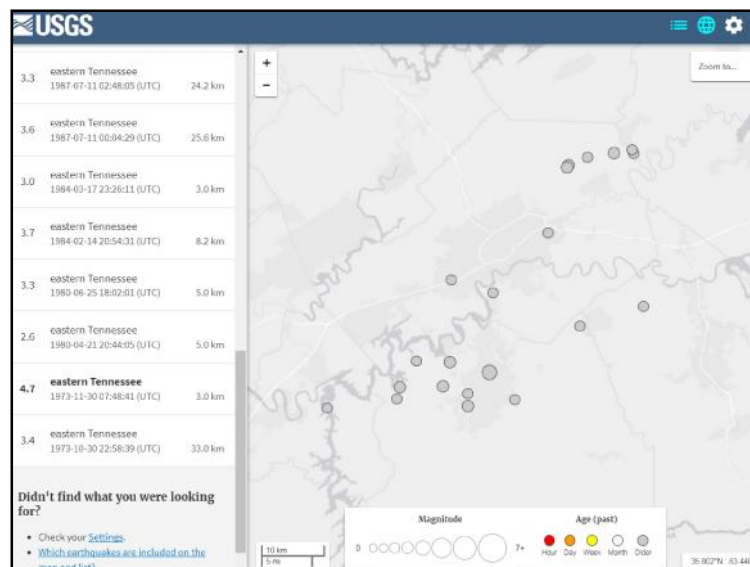 USGS
3.3
eastern Tennessee
1987-07-11 02:48:05 (UTC)
24.2 km
3.6
eastern Tennessee
1987-07-11 00:04:29 (UTC)
25.6 km
3.0
eastern Tennessee
1984-03-17 23:26:11 (UTC)
3.0 km
3.7
eastern Tennessee
1984-02-14 20:54:31 (UTC)
8.2 km
3.3
eastern Tennessee
1980-06-25 18:02:01 (UTC)
5.0 km
2.6
eastern Tennessee
1980-04-21 20:44:05 (UTC)
5.0 km
4.7
eastern Tennessee
1973-11-30 07:48:41 (UTC)
3.0 km
3.4
eastern Tennessee
1973-10-30 22:58:39 (UTC)
33.0 km
Didn't find what you were looking
for?
• Check your Settings.
• Which earthquakes are included on the
map and list?
+
−
Zoom to...
10 km
5 mi
Magnitude
0
7+
Age (past)
Hour
Day
Week
Month
Older